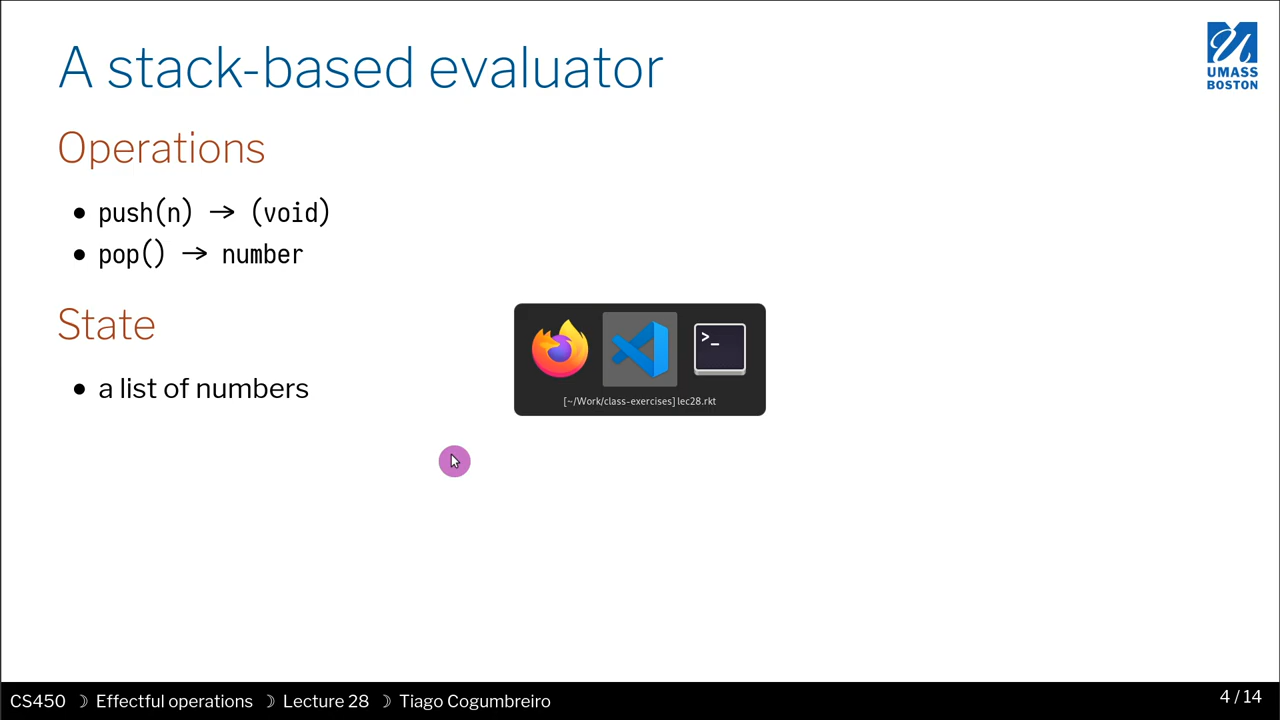 A stack-based evaluator
UMASS
BOSTON
Operations
• push(n) → (void)
• pop() → number
State
• a list of numbers
>_
[~/Work/class-exercises] lec28.rkt
CS450 ☽ Effectful operations ☽ Lecture 28 ☽ Tiago Cogumbreiro
4 / 14